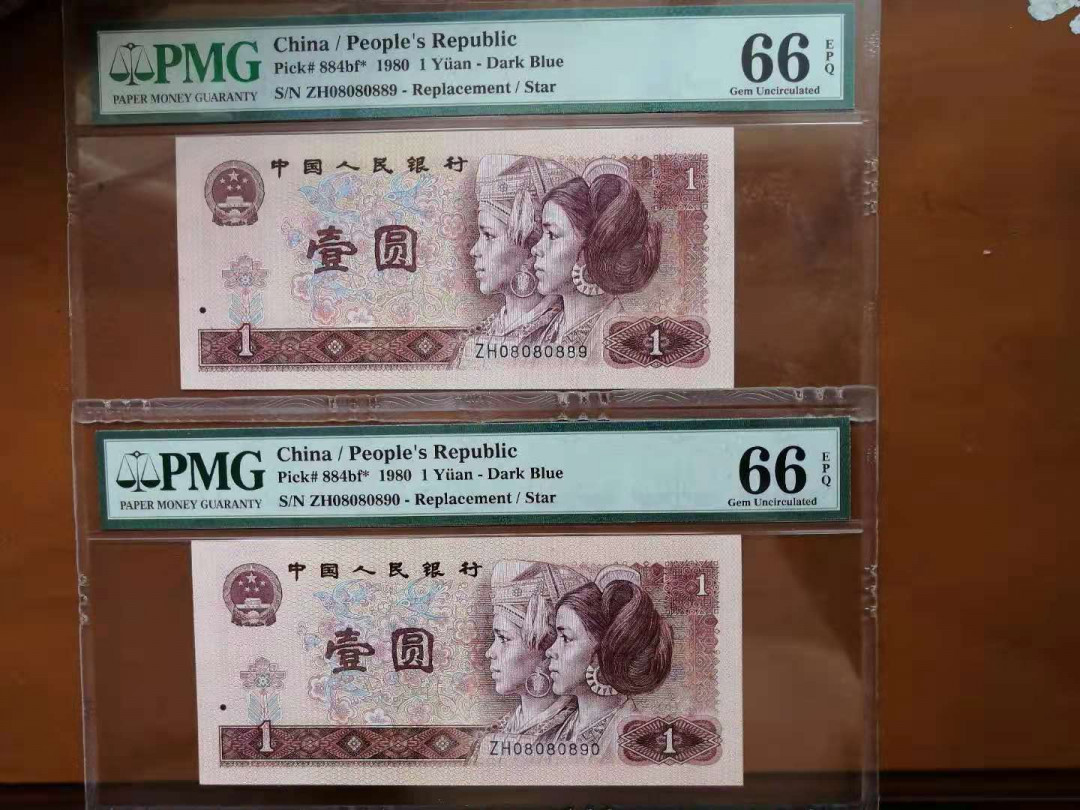 PMG
PAPER MONEY GUARANTY
China / People's Republic
Pick# 884bf* 1980 1 Yüan - Dark Blue
S/N ZH08080889 - Replacement / Star
66 EPQ
Gem Uncirculated
中国人民银行
1
壹圆
1
ZH08080889
1
PMG
PAPER MONEY GUARANTY
China / People's Republic
Pick# 884bf* 1980 1 Yüan - Dark Blue
S/N ZH08080890 - Replacement / Star
66 EPQ
Gem Uncirculated
中国人民银行
1
壹圆
1
ZH08080890
1